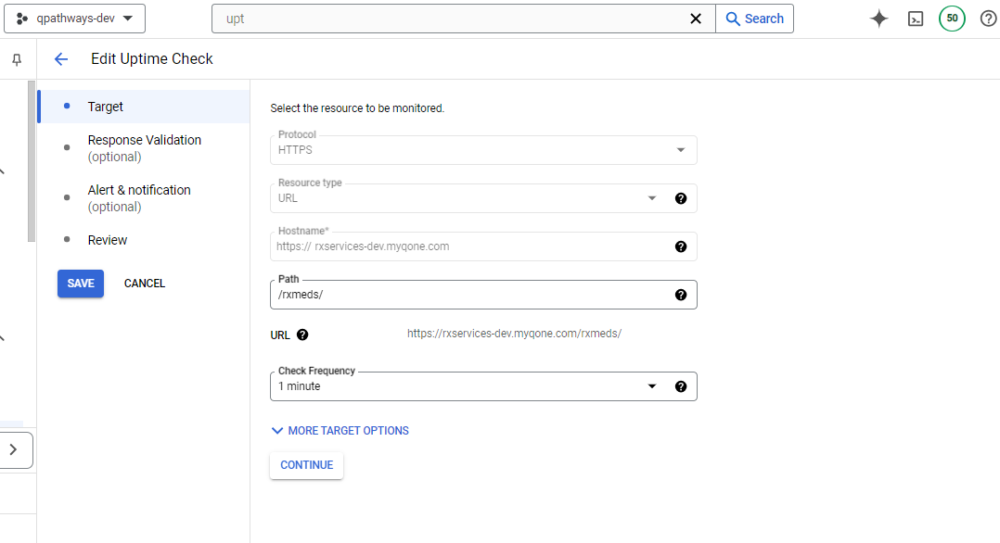 qpathways-dev
upt
Search
50
Edit Uptime Check
Target
Response Validation
(optional)
Alert & notification
(optional)
Review
SAVE
CANCEL
Select the resource to be monitored.
Protocol
HTTPS
Resource type
URL
Hostname*
https:// rxservices-dev.myqone.com
Path
/rxmeds/
URL
https://rxservices-dev.myqone.com/rxmeds/
Check Frequency
1 minute
MORE TARGET OPTIONS
CONTINUE